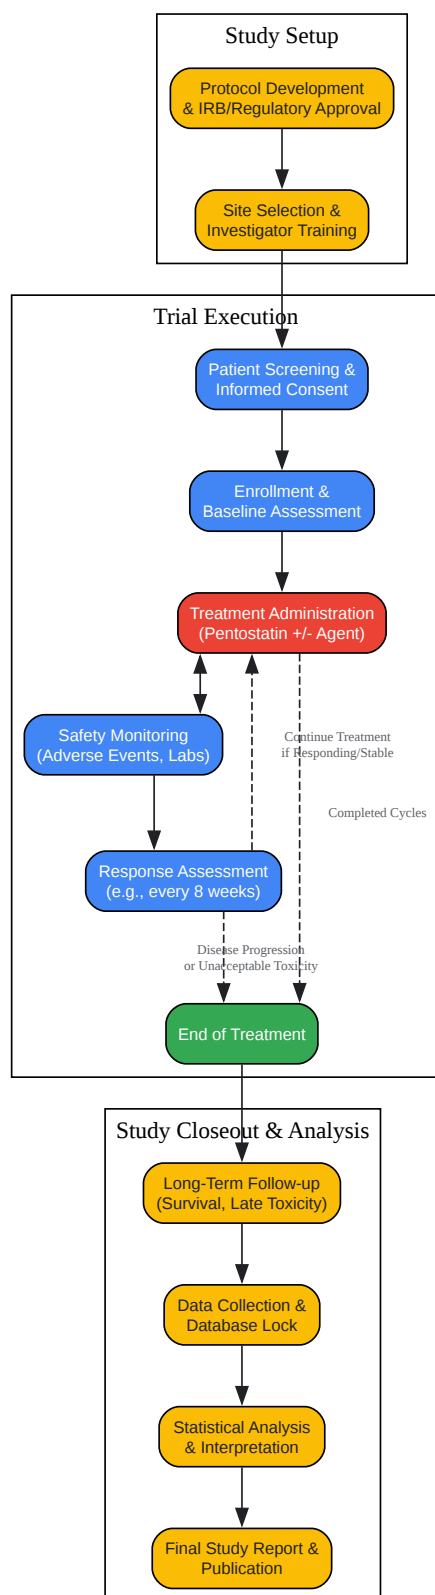 Study Setup
Protocol Development
& IRB/Regulatory Approval
Site Selection &
Investigator Training
Trial Execution
Patient Screening &
Informed Consent
Enrollment &
Baseline Assessment
Treatment Administration
(Pentostatin +/- Agent)
Safety Monitoring
(Adverse Events, Labs)
Continue Treatment
if Responding/Stable
Completed Cycles
Response Assessment
(e.g., every 8 weeks)
Disease Progression
or Unacceptable Toxicity
End of Treatment
Study Closeout & Analysis
Long-Term Follow-up
(Survival, Late Toxicity)
Data Collection &
Database Lock
Statistical Analysis
& Interpretation
Final Study Report &
Publication